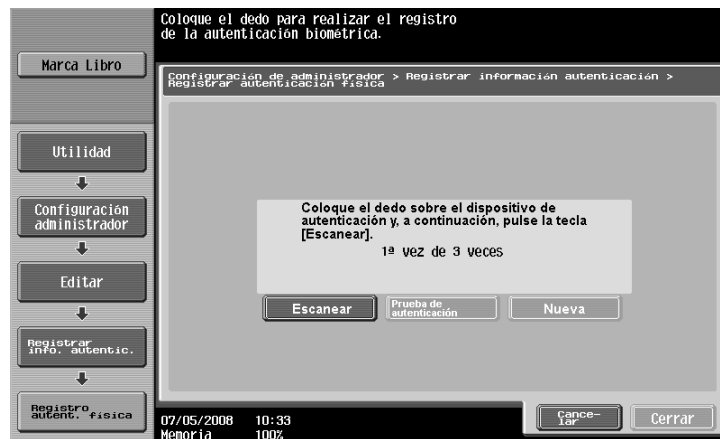 Coloque el dedo para realizar el registro
de la autenticación biométrica.
Marca Libro
Configuración de administrador > Registrar información autenticación >
Registrar autenticación física
Utilidad
Configuración
administrador
Editar
Registrar
info. autentic.
Registro
autent. física
Coloque el dedo sobre el dispositivo de
autenticación y, a continuación, pulse la tecla
[Escanear].
1ª vez de 3 veces
Escanear
Prueba de
autenticación
Nueva
07/05/2008 10:33
Memoria 100%
Cance-
lar
Cerrar